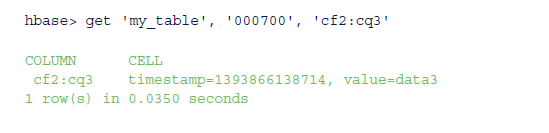 hbase> get 'my_table', '000700', 'cf2:cq3'
COLUMN CELL
cf2:cq3 timestamp=1393866138714, value=data3
1 row(s) in 0.0350 seconds